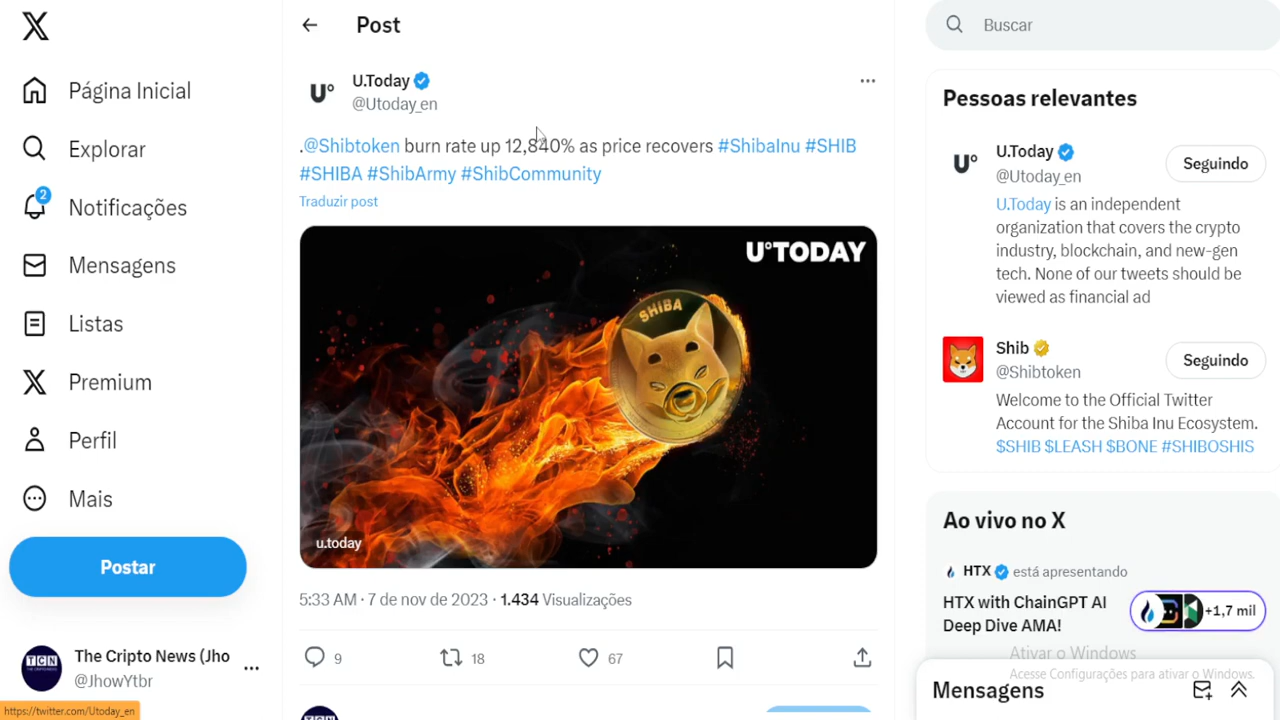 Página Inicial
Explorar
2
Notificações
Mensagens
Listas
Premium
Perfil
Mais
Postar
TCN
The Cripto News (Jho
@JhowYtbr
https://twitter.com/Utoday_en
Post
U.Today
@Utoday_en
.@Shibtoken burn rate up 12,840% as price recovers #ShibaInu #SHIB
#SHIBA #ShibArmy #ShibCommunity
Traduzir post
U°TODAY
SHIBA
u.today
5:33 AM · 7 de nov de 2023 · 1.434 Visualizações
9
18
67
Buscar
Pessoas relevantes
U.Today
@Utoday_en
Seguindo
U.Today is an independent
organization that covers the crypto
industry, blockchain, and new-gen
tech. None of our tweets should be
viewed as financial ad
Shib
@Shibtoken
Seguindo
Welcome to the Official Twitter
Account for the Shiba Inu Ecosystem.
$SHIB $LEASH $BONE #SHIBOSHIS
Ao vivo no X
HTX está apresentando
HTX with ChainGPT AI
Deep Dive AMA!
+1,7 mil
Ativar o Windows
Acesse Configurações para ativar o Windows.
Mensagens